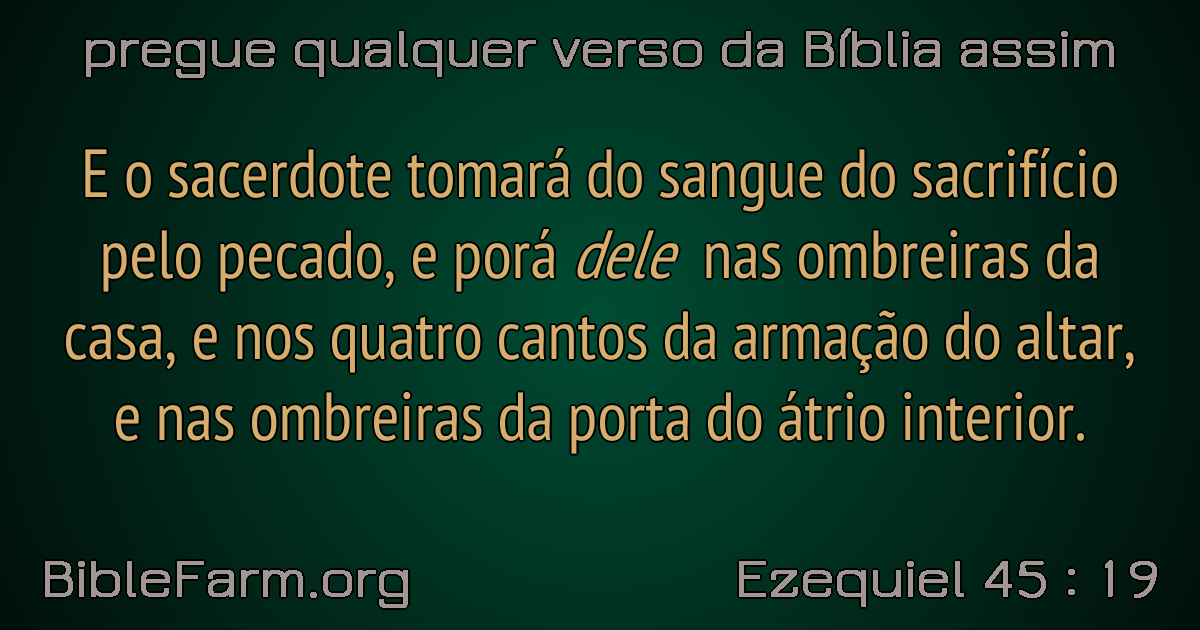 pregue qualquer verso da Bíblia assim
E o sacerdote tomará do sangue do sacrifício
pelo pecado, e porá dele nas ombreiras da
casa, e nos quatro cantos da armação do altar,
e nas ombreiras da porta do átrio interior.
BibleFarm.org
Ezequiel 45 : 19